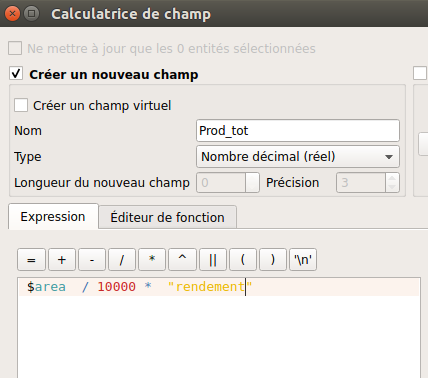 Calculatrice de champ
Ne mettre à jour que les 0 entités sélectionnées
Créer un nouveau champ
Créer un champ virtuel
Nom Prod_tot
Type Nombre décimal (réel)
Longueur du nouveau champ 0 Précision 3
Expression Éditeur de fonction
= + - / * ^ || ( ) '\n'
$area / 10000 * "rendement"